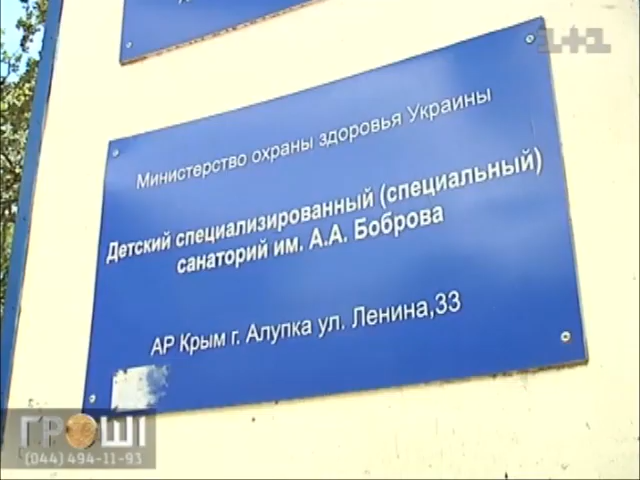 1+1
Министерство охраны здоровья Украины
Детский специализированный (специальный)
санаторий им. А.А. Боброва
АР Крым г. Алупка ул. Ленина,33
ГРОШІ
(044) 494-11-93